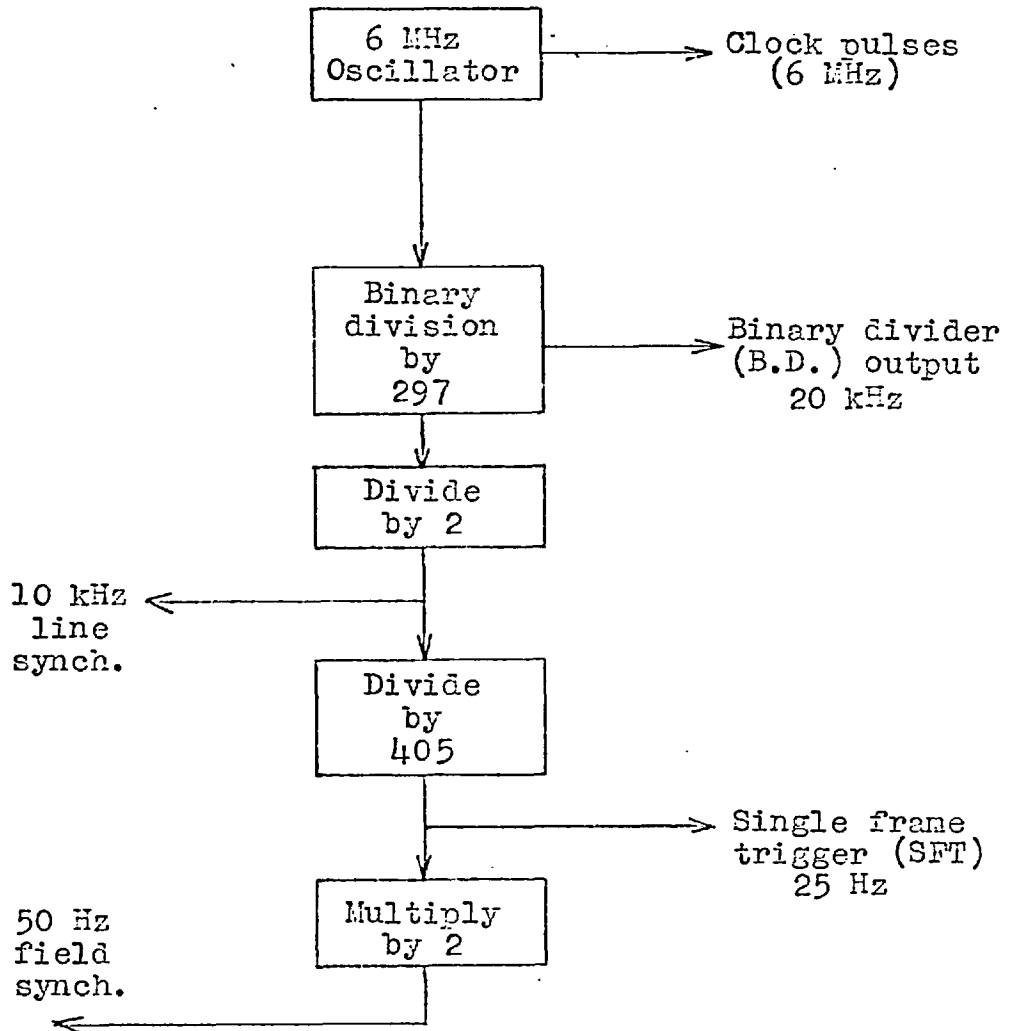 6 MHz
Oscillator
Clock pulses
(6 MHz)
Binary
division
by
297
Binary divider
(B.D.) output
20 kHz
Divide
by 2
10 kHz
line
synch.
Divide
by
405
Single frame
trigger (SFT)
25 Hz
Multiply
by 2
50 Hz
field
synch.